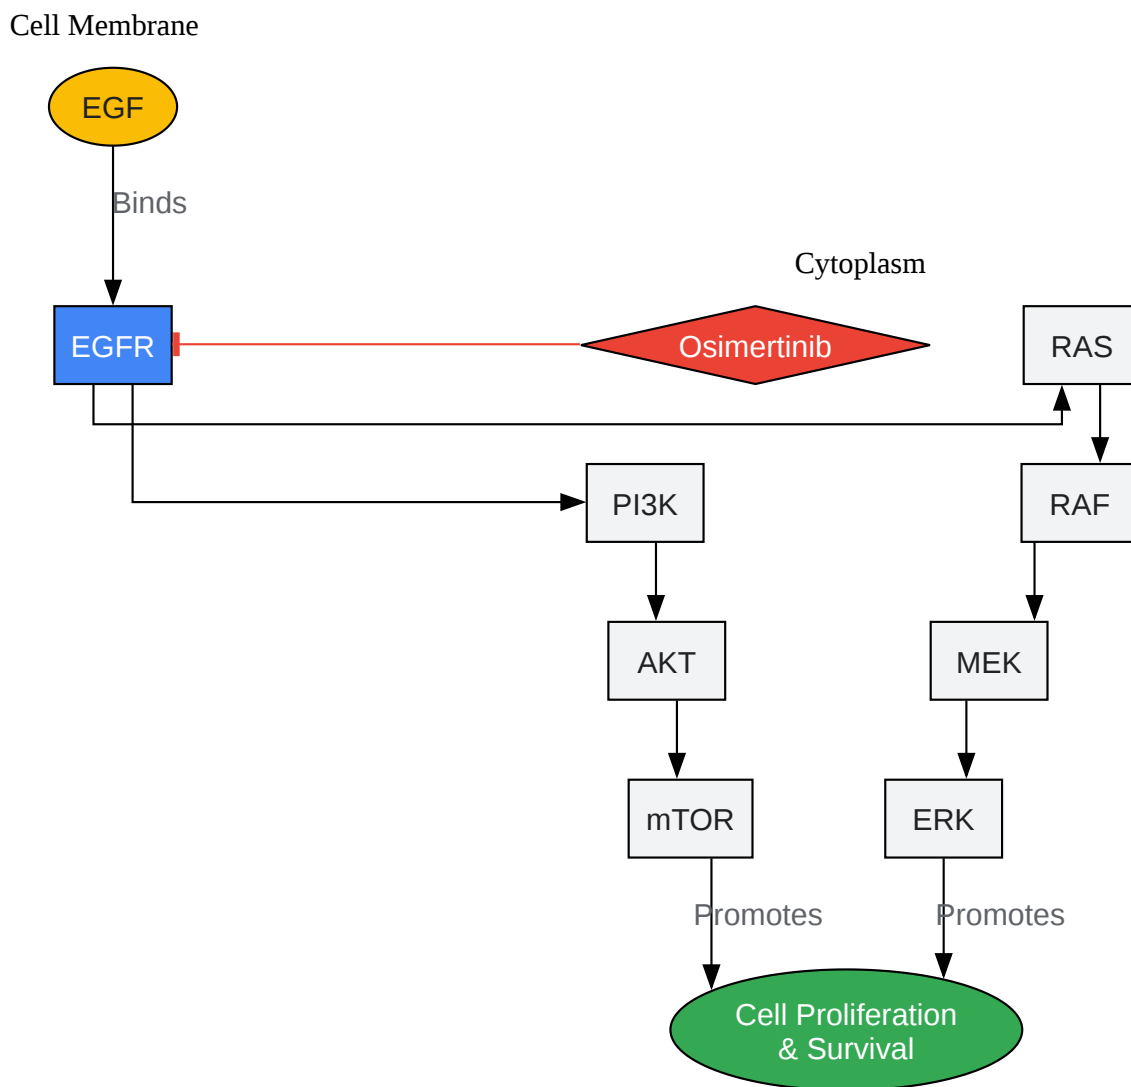 Cell Membrane
EGF
Binds
Cytoplasm
EGFR
Osimertinib
RAS
PI3K
RAF
AKT
MEK
mTOR
ERK
Promotes
Promotes
Cell Proliferation
& Survival